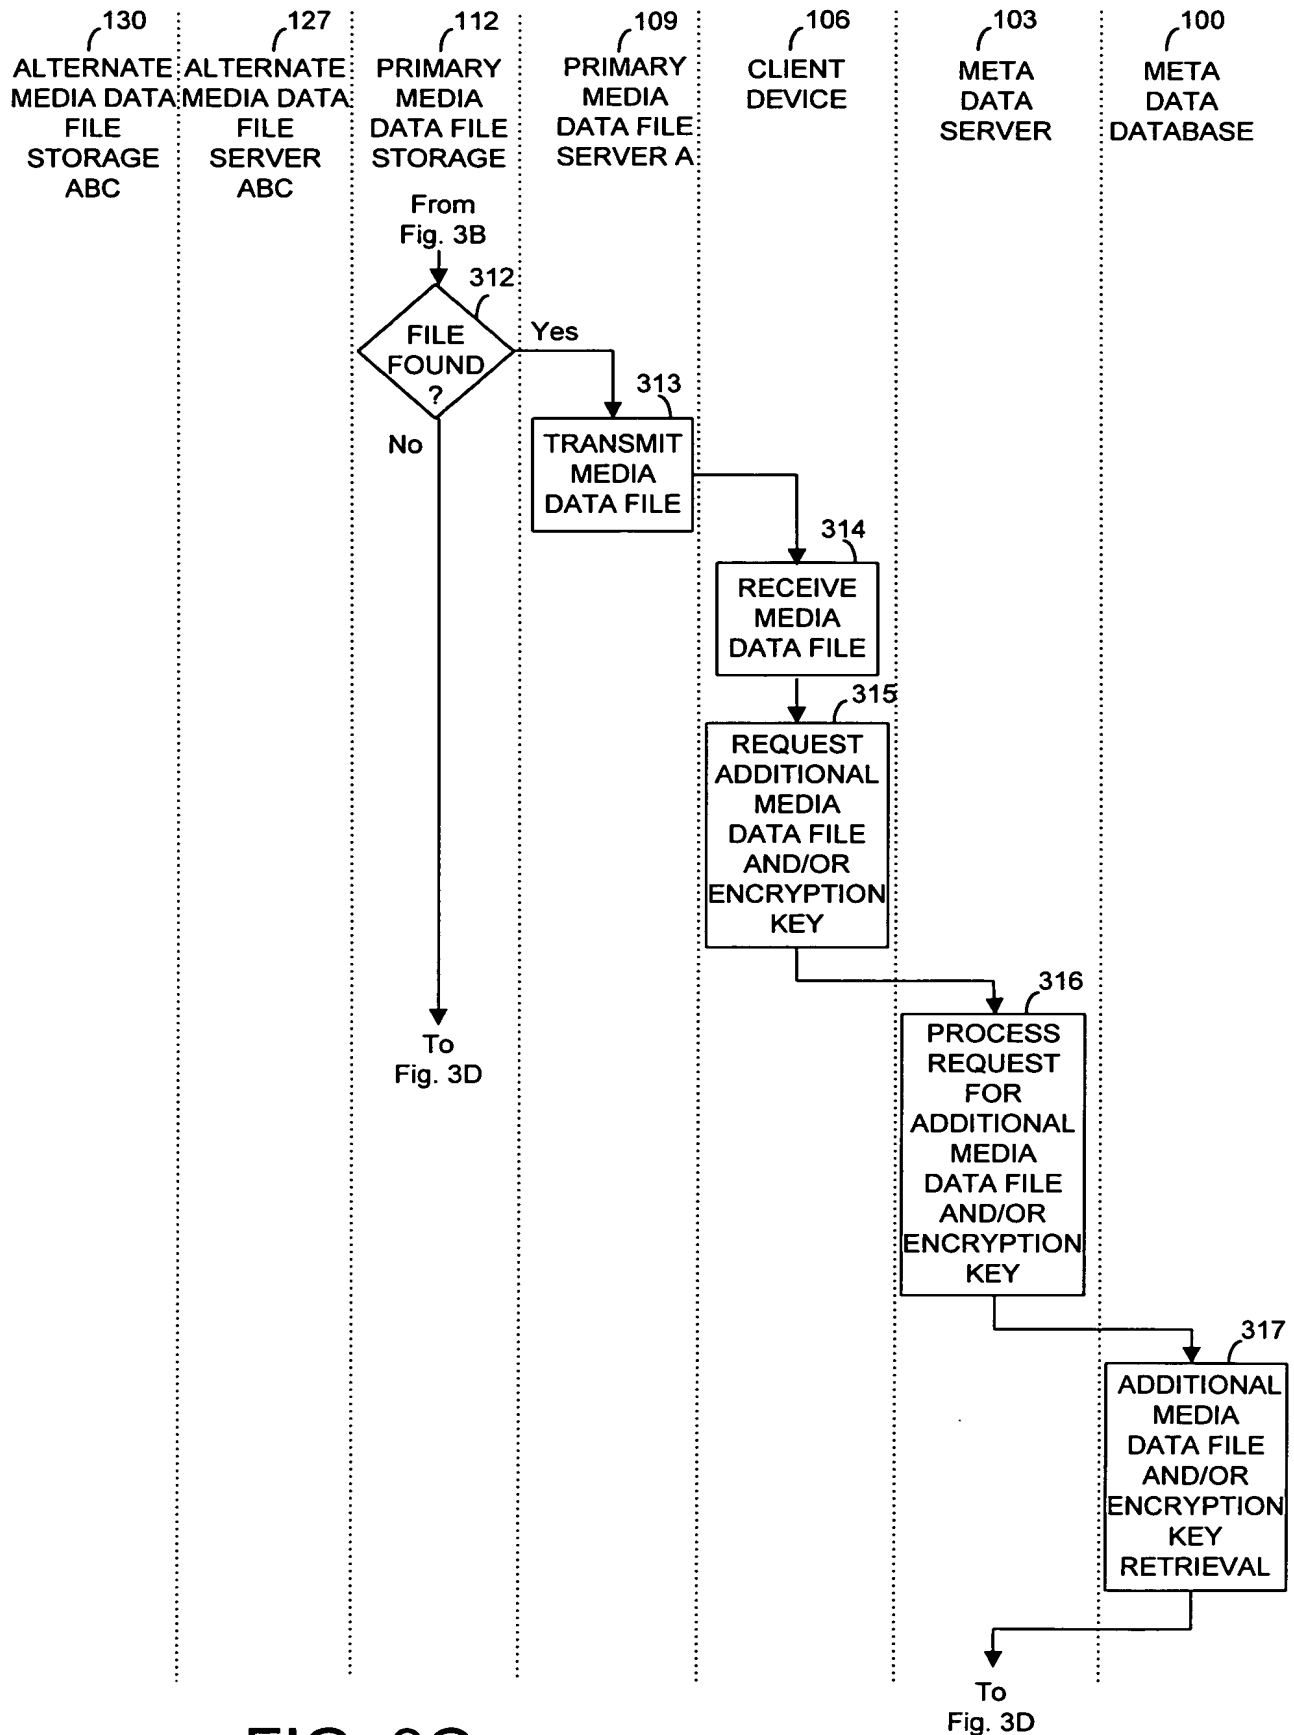 130
ALTERNATE
MEDIA DATA
FILE
STORAGE
ABC
127
ALTERNATE
MEDIA DATA
FILE
SERVER
ABC
112
PRIMARY
MEDIA
DATA FILE
STORAGE
109
PRIMARY
MEDIA
DATA FILE
SERVER A
106
CLIENT
DEVICE
103
META
DATA
SERVER
100
META
DATA
DATABASE
From
Fig. 3B
312
FILE
FOUND
?
Yes
No
313
TRANSMIT
MEDIA
DATA FILE
314
RECEIVE
MEDIA
DATA FILE
315
REQUEST
ADDITIONAL
MEDIA
DATA FILE
AND/OR
ENCRYPTION
KEY
316
PROCESS
REQUEST
FOR
ADDITIONAL
MEDIA
DATA FILE
AND/OR
ENCRYPTION
KEY
To
Fig. 3D
317
ADDITIONAL
MEDIA
DATA FILE
AND/OR
ENCRYPTION
KEY
RETRIEVAL
To
Fig. 3D